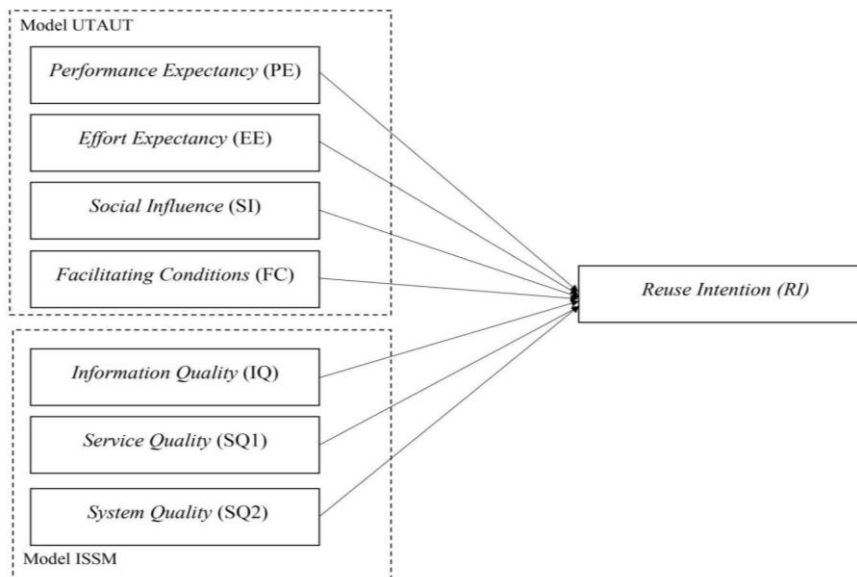 Model UTAUT
Performance Expectancy (PE)
Effort Expectancy (EE)
Social Influence (SI)
Facilitating Conditions (FC)
Reuse Intention (RI)
Information Quality (IQ)
Service Quality (SQ1)
System Quality (SQ2)
Model ISSM